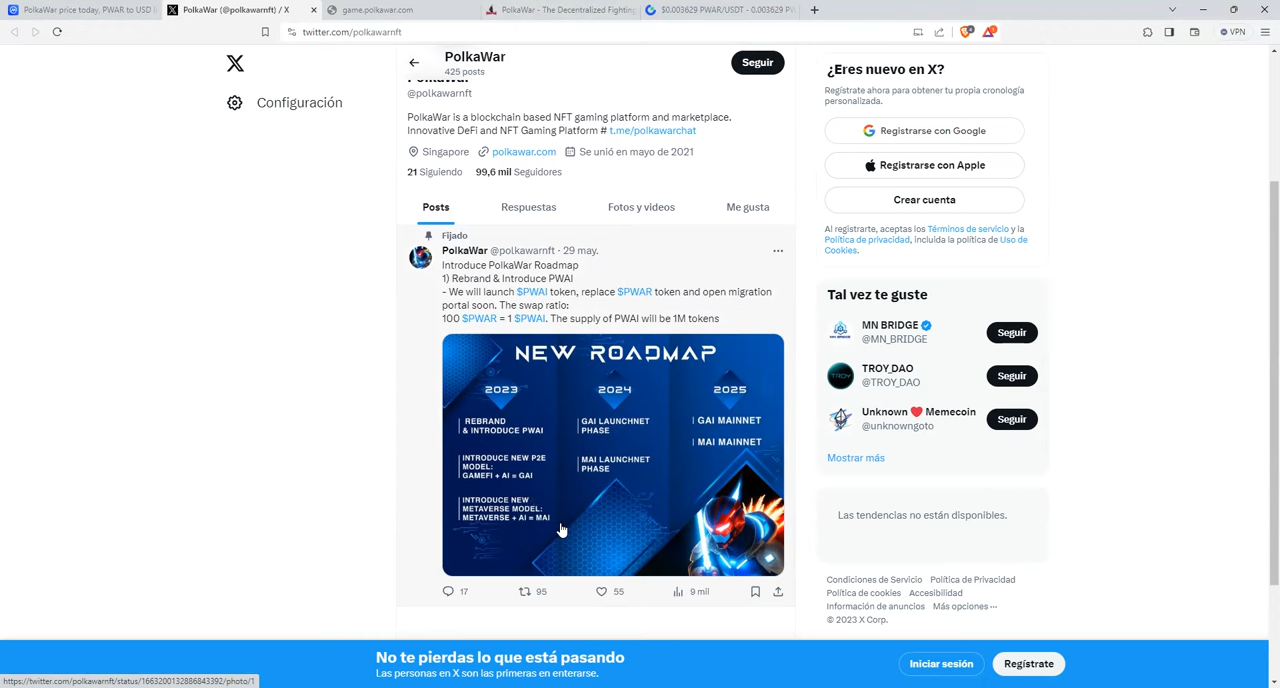 PolkaWar price today, PWAR to USD l
PolkaWar (@polkawarnft) / X
game.polkawar.com
PolkaWar - The Decentralized Fighting
$0.003629 PWAR/USDT - 0.003629 PW
twitter.com/polkawarnft
VPN
Configuración
PolkaWar
425 posts
Seguir
PolkaWar
@polkawarnft
PolkaWar is a blockchain based NFT gaming platform and marketplace.
Innovative DeFi and NFT Gaming Platform # t.me/polkawarchat
Singapore polkawar.com Se unió en mayo de 2021
21 Siguiendo 99,6 mil Seguidores
Posts Respuestas Fotos y videos Me gusta
Fijado
PolkaWar @polkawarnft · 29 may.
Introduce PolkaWar Roadmap
1) Rebrand & Introduce PWAI
- We will launch $PWAI token, replace $PWAR token and open migration
portal soon. The swap ratio:
100 $PWAR = 1 $PWAI. The supply of PWAI will be 1M tokens
NEW ROADMAP
2023 2024 2025
REBRAND
& INTRODUCE PWAI
INTRODUCE NEW P2E
MODEL:
GAMEFI + AI = GAI
INTRODUCE NEW
METAVERSE MODEL:
METAVERSE + AI = MAI
GAI LAUNCHNET
PHASE
MAI LAUNCHNET
PHASE
GAI MAINNET
MAI MAINNET
17 95 55 9 mil
¿Eres nuevo en X?
Regístrate ahora para obtener tu propia cronología
personalizada.
Registrarse con Google
Registrarse con Apple
Crear cuenta
Al registrarte, aceptas los Términos de servicio y la
Política de privacidad, incluida la política de Uso de
Cookies.
Tal vez te guste
MN BRIDGE
@MN_BRIDGE
Seguir
TROY_DAO
@TROY_DAO
Seguir
Unknown ❤️ Memecoin
@unknowngoto
Seguir
Mostrar más
Las tendencias no están disponibles.
Condiciones de Servicio Política de Privacidad
Política de cookies Accesibilidad
Información de anuncios Más opciones ···
© 2023 X Corp.
No te pierdas lo que está pasando
Las personas en X son las primeras en enterarse.
Iniciar sesión
Regístrate
https://twitter.com/polkawarnft/status/1663200132886843392/photo/1